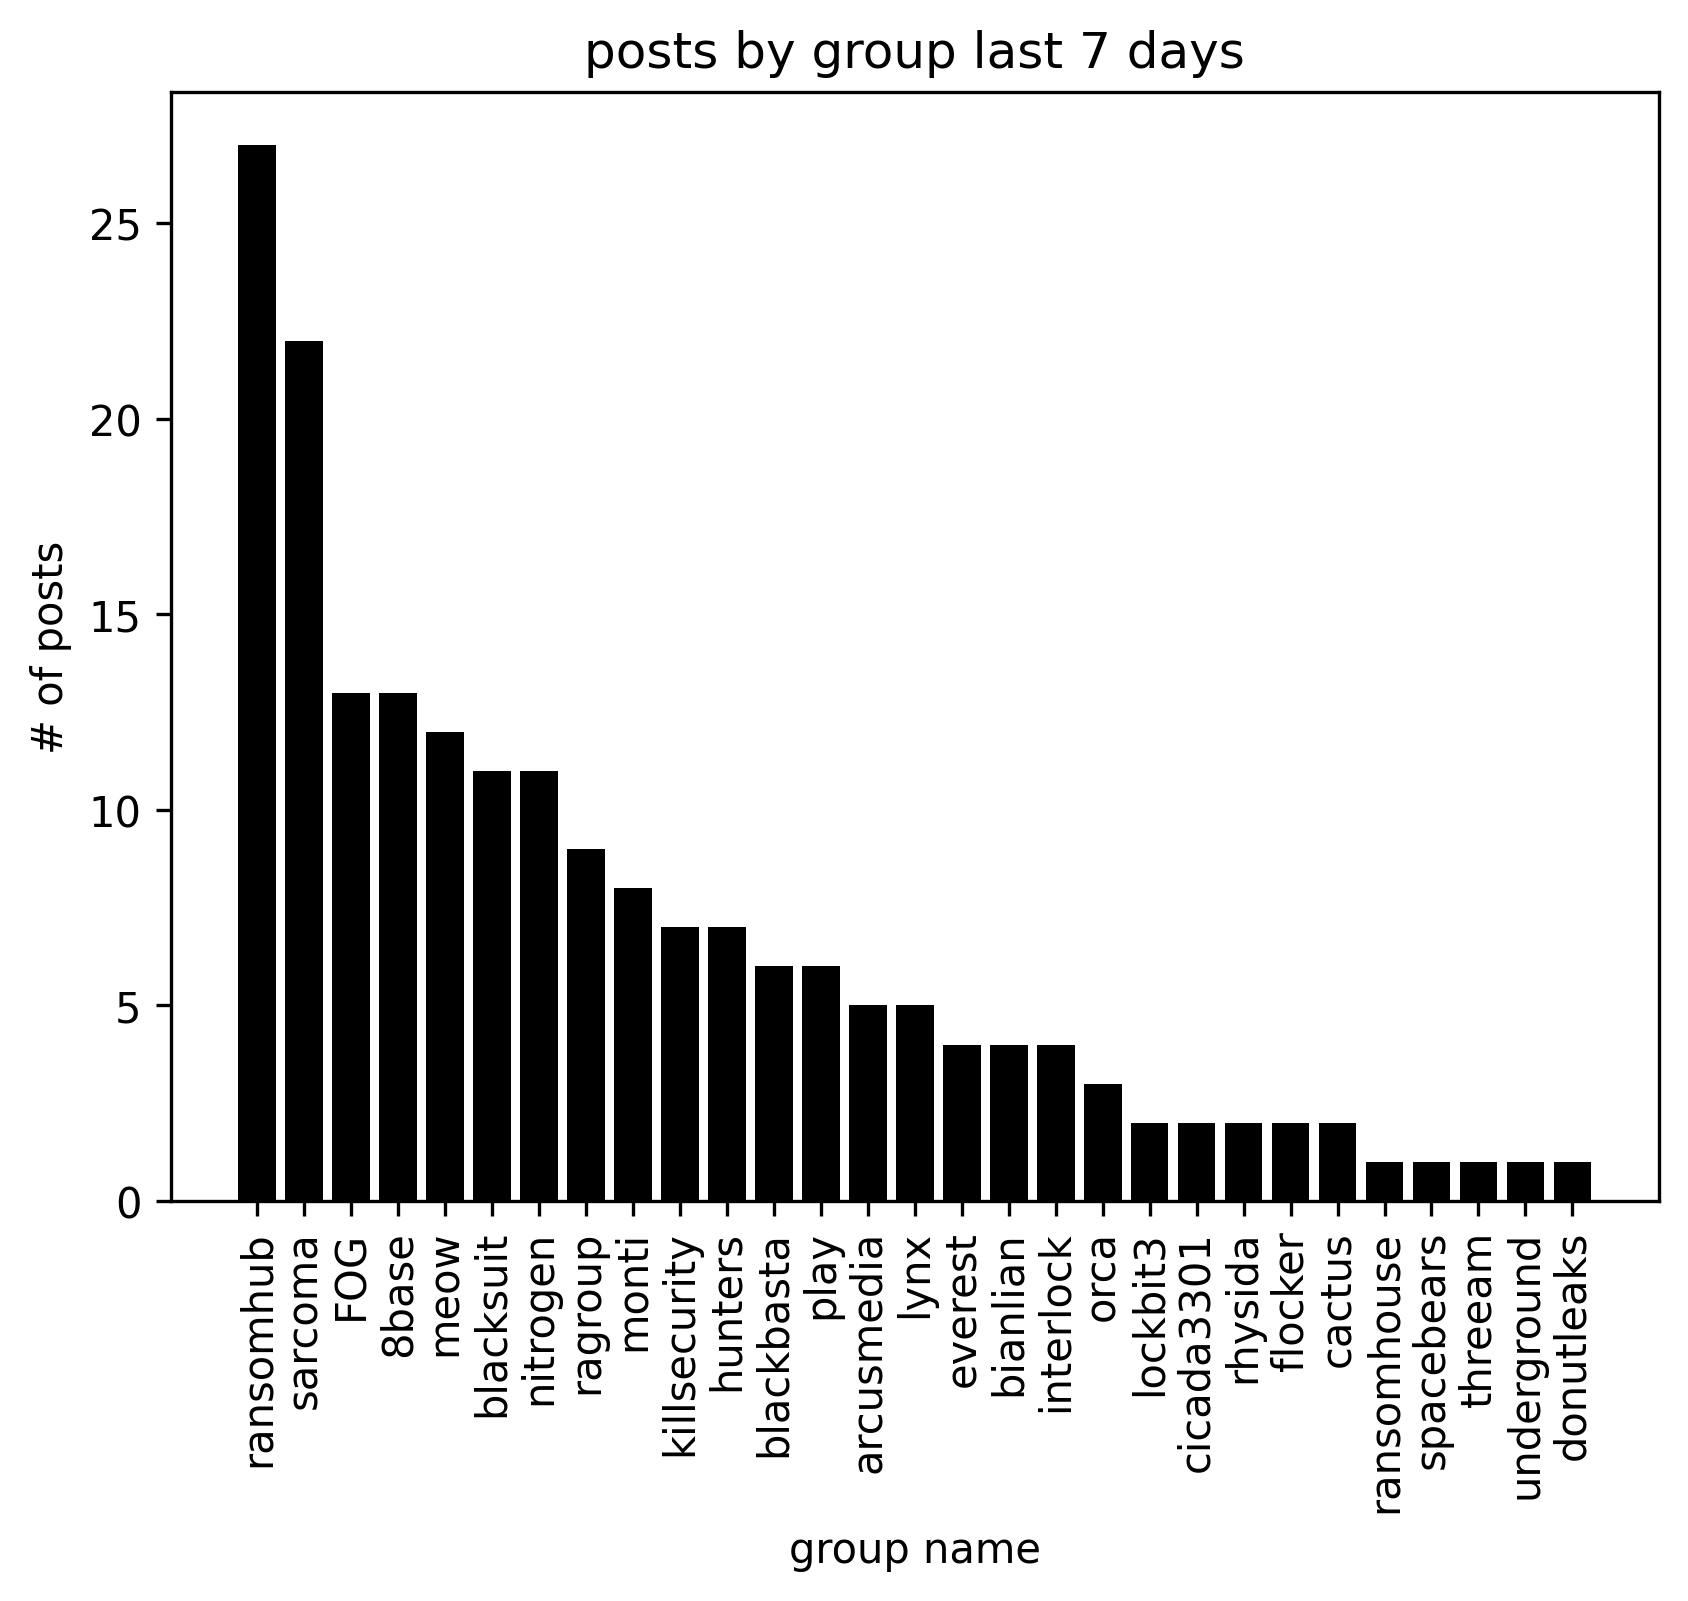 posts by group last 7 days
# of posts
25
20
15
10
5
0
ransomhub
sarcoma
FOG
8base
meow
blacksuit
nitrogen
ragroup
monti
killsecurity
hunters
blackbasta
play
arcusmedia
lynx
everest
bianlian
interlock
orca
lockbit3
cicada3301
rhysida
flocker
cactus
ransomhouse
spacebears
threeam
underground
donutleaks
group name